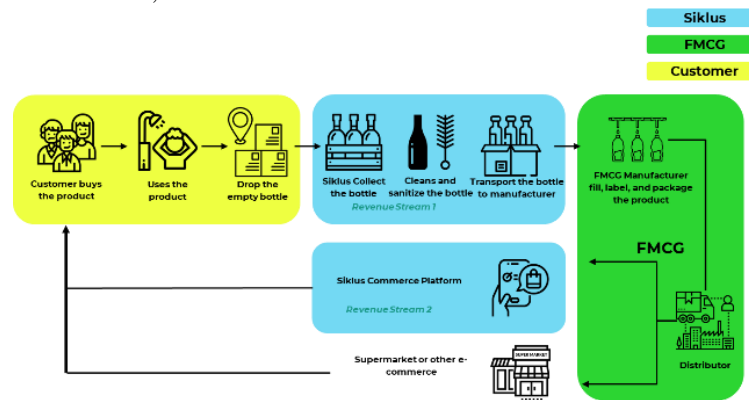 Siklus
FMCG
Customer
Customer buys
the product
Uses the
product
Drop the
empty bottle
Siklus Collect
the bottle
Cleans and
sanitize the bottle
Transport the bottle
to manufacturer
Revenue Stream 1
FMCG Manufacturer
fill, label, and package
the product
FMCG
Siklus Commerce Platform
Revenue Stream 2
Distributor
Supermarket or other e-
commerce
SUPERMARKET